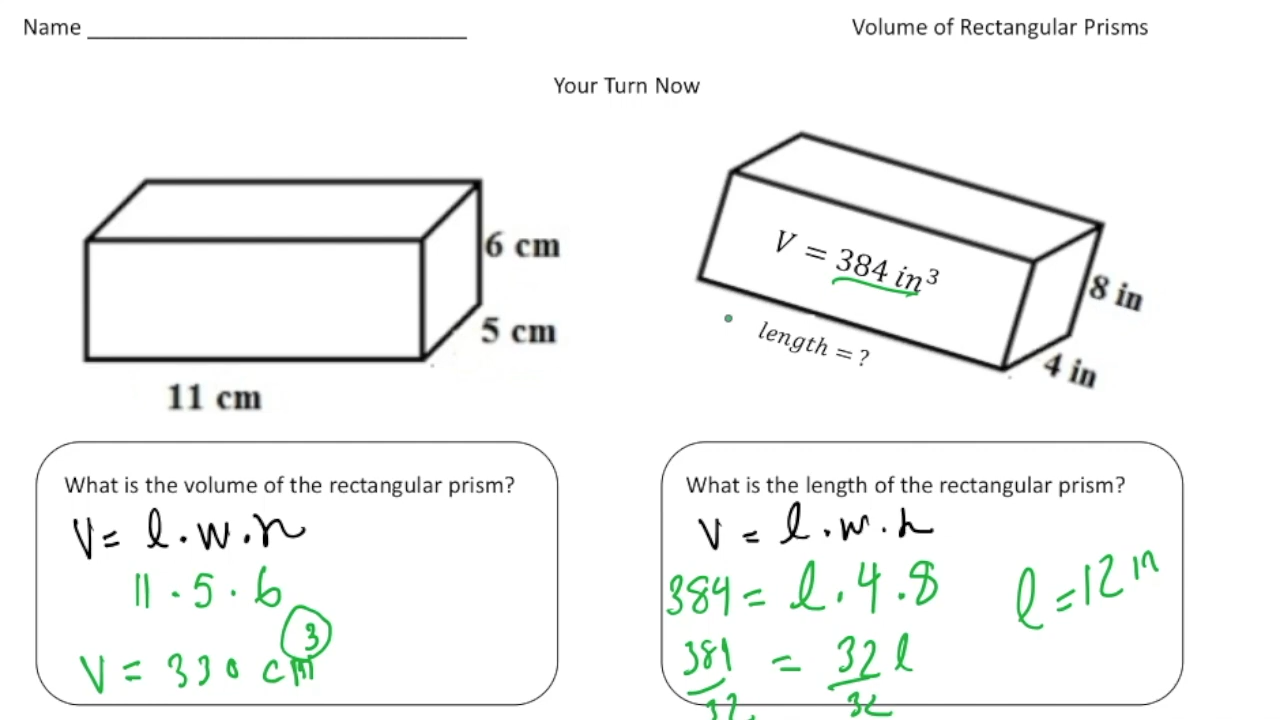 Name
Volume of Rectangular Prisms
Your Turn Now
6 cm
5 cm
11 cm
V = 384 in³
8 in
length = ?
4 in
What is the volume of the rectangular prism?
V = l . w . h
11 . 5 . 6
V = 330 cm³
What is the length of the rectangular prism?
V = l . w . h
384 = l . 4 . 8
l = 12 in
384 = 32 l
32 32